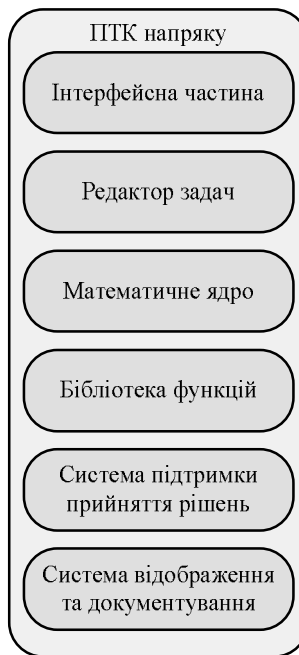 ПТК напряку
Інтерфейсна частина
Редактор задач
Математичне ядро
Бібліотека функцій
Система підтримки
прийняття рішень
Система відображення
та документування